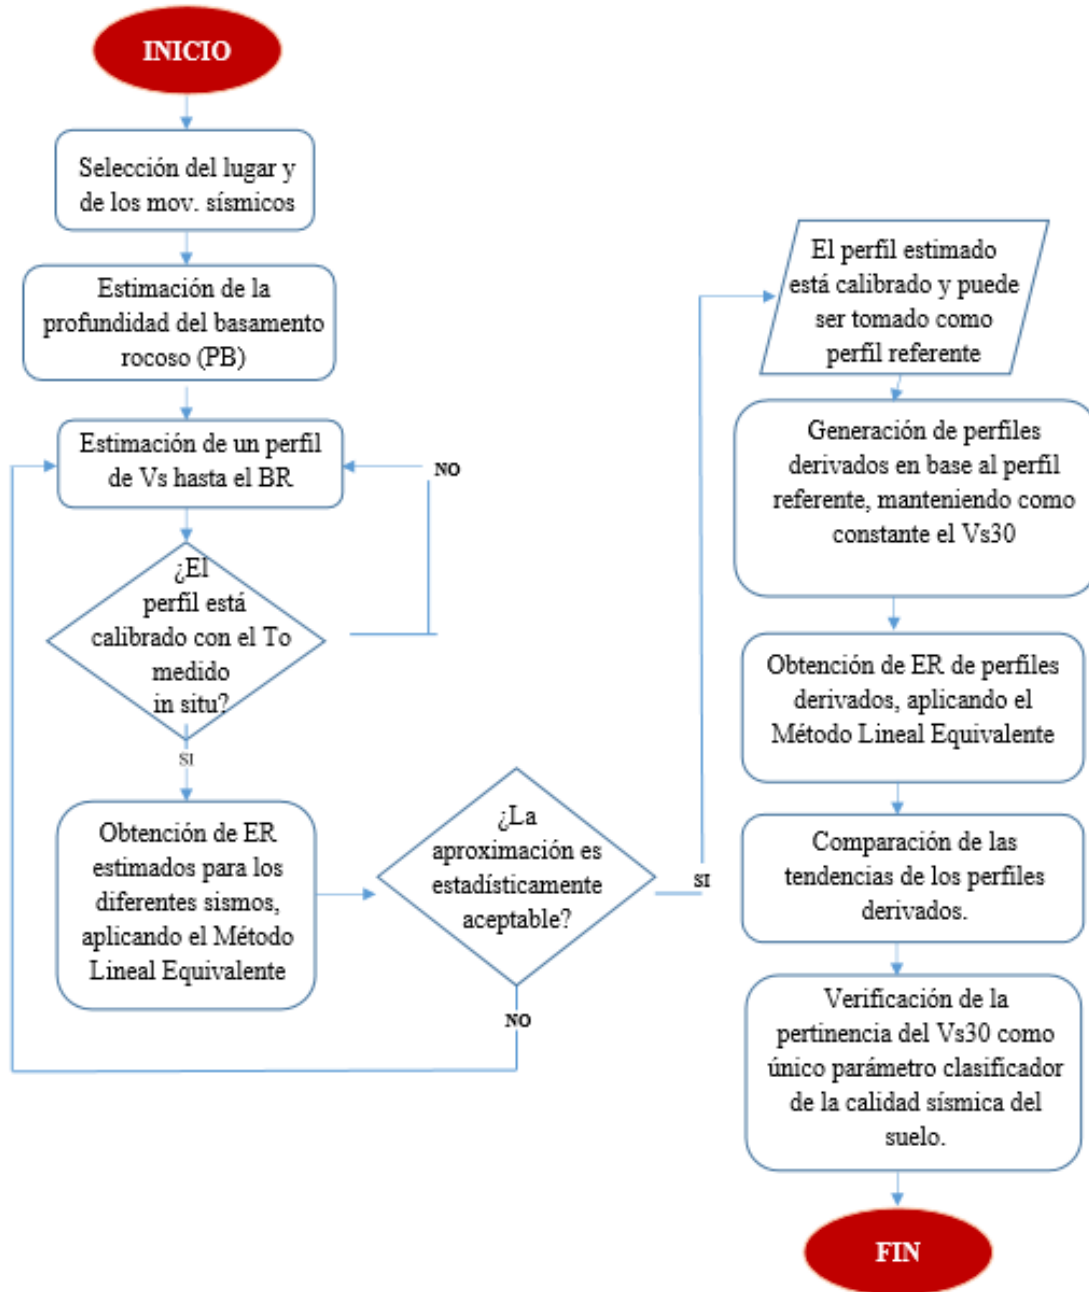 INICIO
Selección del lugar y
de los mov. sísmicos
Estimación de la
profundidad del basamento
rocoso (PB)
Estimación de un perfil
de Vs hasta el BR
NO
¿El
perfil está
calibrado con el To
medido
in situ?
SI
Obtención de ER
estimados para los
diferentes sismos,
aplicando el Método
Lineal Equivalente
¿La
aproximación es
estadísticamente
aceptable?
NO
SI
El perfil estimado
está calibrado y puede
ser tomado como
perfil referente
Generación de perfiles
derivados en base al perfil
referente, manteniendo como
constante el Vs30
Obtención de ER de perfiles
derivados, aplicando el
Método Lineal Equivalente
Comparación de las
tendencias de los perfiles
derivados.
Verificación de la
pertinencia del Vs30 como
único parámetro clasificador
de la calidad sísmica del
suelo.
FIN